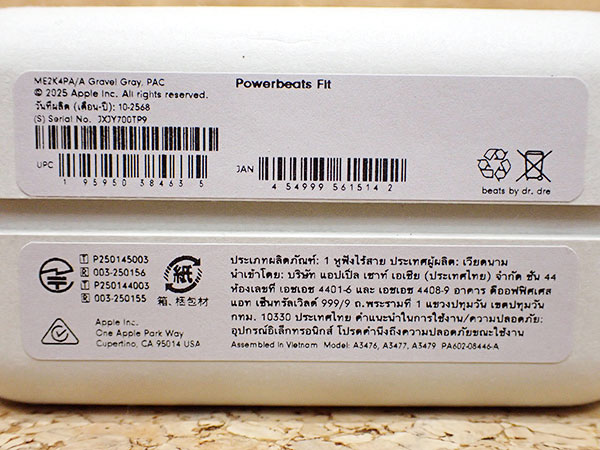 ME2K4PA/A Gravel Gray, PAC
© 2025 Apple Inc. All rights reserved.
วันที่ผลิต (เดือน-ปี): 10-2568
(S) Serial No. JXJY700TP9
Powerbeats Fit
UPC
1 95950 38463 5
JAN
4 549995 615142
beats by dr. dre
T P250145003
R 003-250156
T P250144003
R 003-250155
紙
箱、梱包材
Apple Inc.
One Apple Park Way
Cupertino, CA 95014 USA
ประเภทผลิตภัณฑ์: 1 หูฟังไร้สาย ประเทศผู้ผลิต: เวียดนาม
นำเข้าโดย: บริษัท แอปเปิล เซาท์ เอเชีย (ประเทศไทย) จำกัด ชั้น 44
ห้องเลขที่ เอชเอช 4401-6 และ เอชเอช 4408-9 อาคาร ดิออฟฟิศเศส
แอท เซ็นทรัลเวิลด์ 999/9 ถ.พระรามที่ 1 แขวงปทุมวัน เขตปทุมวัน
กทม. 10330 ประเทศไทย คำแนะนำในการใช้งาน/ความปลอดภัย:
อุปกรณ์อิเล็กทรอนิกส์ โปรดคำนึงถึงความปลอดภัยขณะใช้งาน
Assembled in Vietnam Model: A3476, A3477, A3479 PA602-08446-A